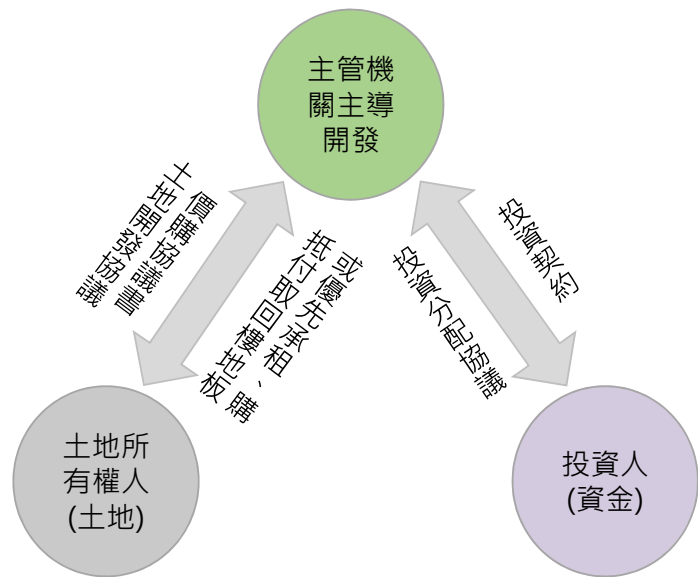 主管機
關主導
開發
土地開發協議
價購協議書
抵付取回樓地板
或優先承租、購
投資分配協議
投資契約
土地所
有權人
(土地)
投資人
(資金)